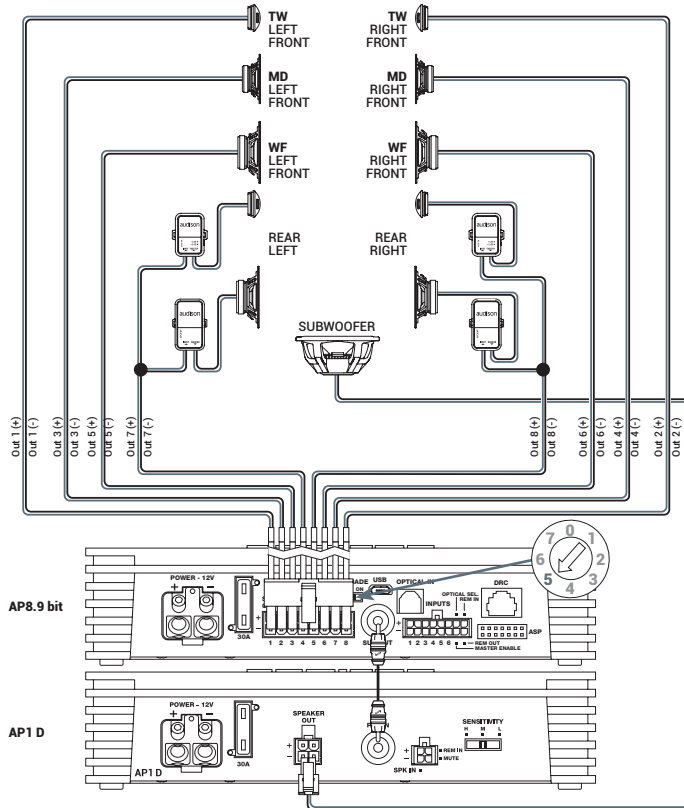 TW
LEFT
FRONT
TW
RIGHT
FRONT
MD
LEFT
FRONT
MD
RIGHT
FRONT
WF
LEFT
FRONT
WF
RIGHT
FRONT
audison
audison
REAR
LEFT
REAR
RIGHT
audison
audison
SUBWOOFER
Out 1 (+)
Out 1 (-)
Out 3 (+)
Out 3 (-)
Out 5 (+)
Out 5 (-)
Out 7 (+)
Out 7 (-)
Out 8 (+)
Out 8 (-)
Out 6 (+)
Out 6 (-)
Out 4 (+)
Out 4 (-)
Out 2 (+)
Out 2 (-)
0
1
2
3
4
5
6
7
AP8.9 bit
POWER - 12V
+ −
30A
+
−
1 2 3 4 5 6 7 8
ADE
ON
USB
OPTICAL IN
OPTICAL SEL.
REM IN
DRC
INPUTS
+
−
1 2 3 4 5 6
ASP
REM OUT
MASTER ENABLE
AP1 D
POWER - 12V
+ −
30A
AP1 D
SPEAKER
OUT
+
−
SENSITIVITY
H M L
+
−
REM IN
MUTE
SPK IN